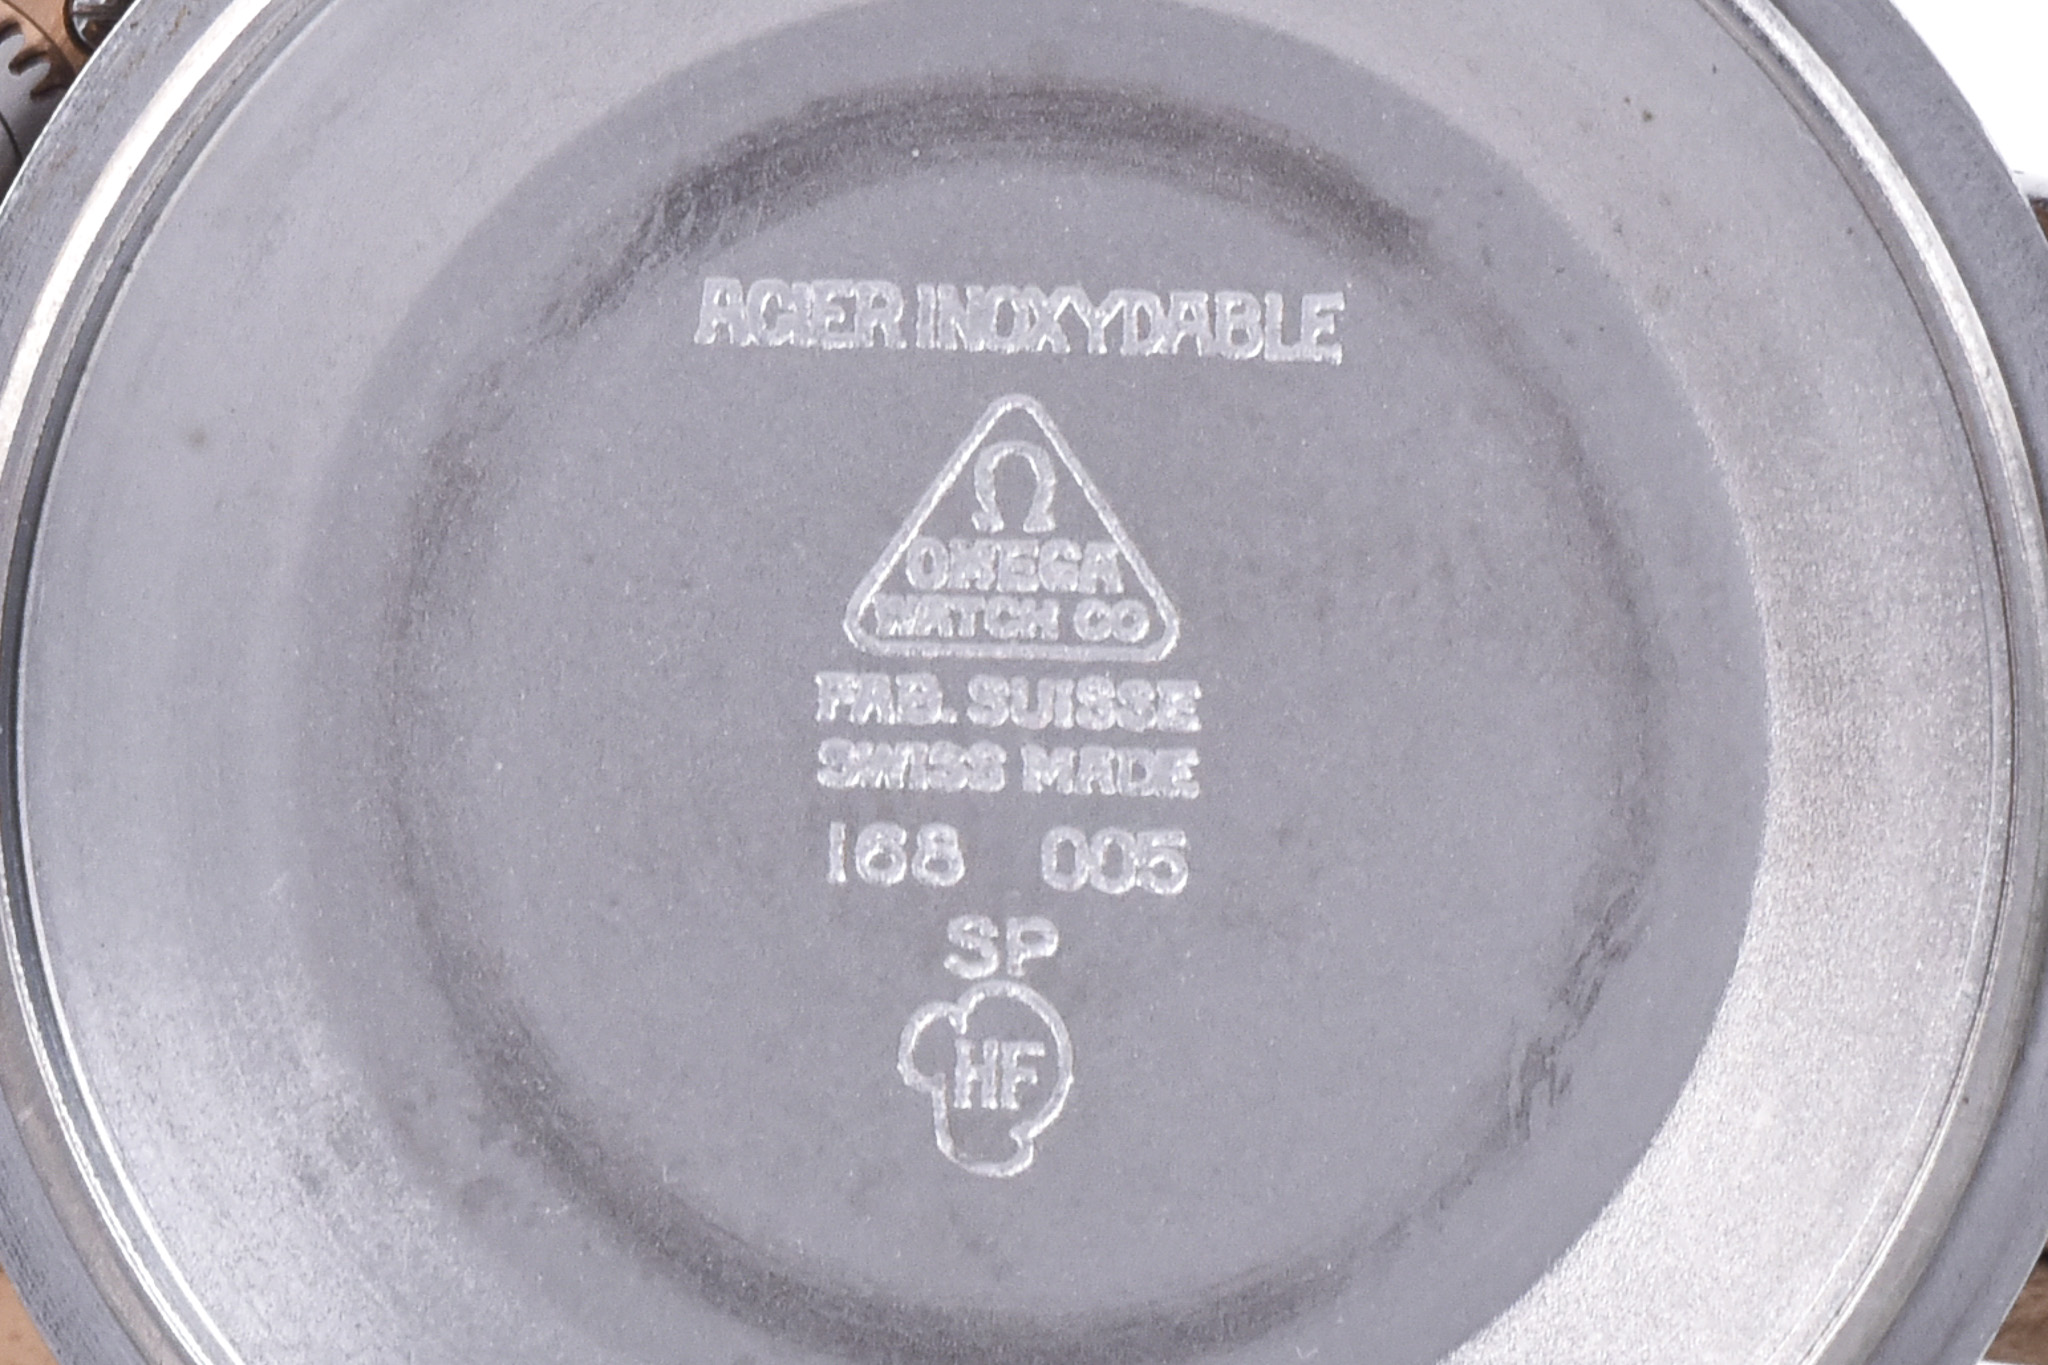 ACIER INOXYDABLE
Ω
OMEGA
WATCH CO
FAB. SUISSE
SWISS MADE
168 005
SP
HF